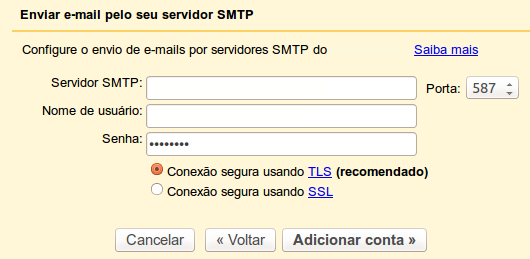 Enviar e-mail pelo seu servidor SMTP
Configure o envio de e-mails por servidores SMTP do Saiba mais
Servidor SMTP: Porta: 587
Nome de usuário:
Senha: ••••••••
Conexão segura usando TLS (recomendado)
Conexão segura usando SSL
Cancelar « Voltar Adicionar conta »